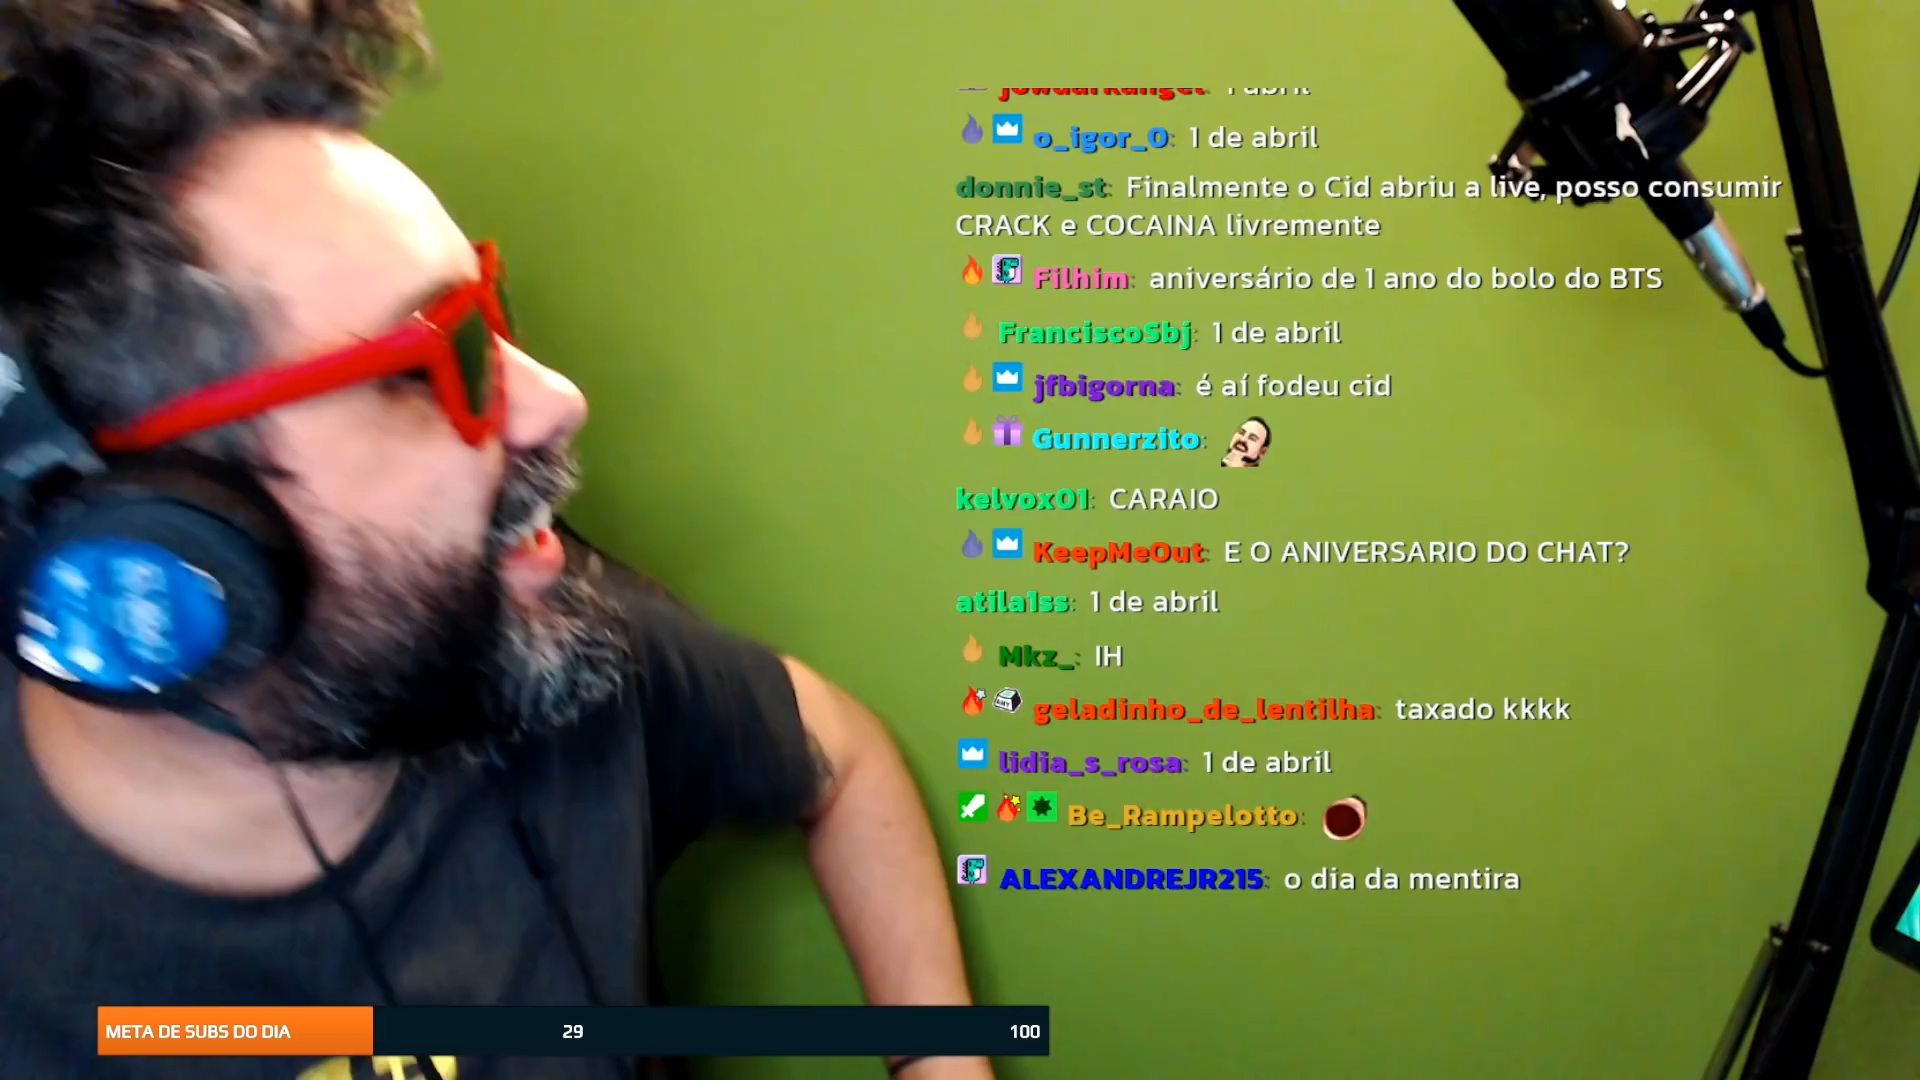 jowdarkangel: 1 abril
o_igor_0: 1 de abril
donnie_st: Finalmente o Cid abriu a live, posso consumir
CRACK e COCAINA livremente
Filhim: aniversário de 1 ano do bolo do BTS
FranciscoSbj: 1 de abril
jfbigorna: é aí fodeu cid
Gunnerzito:
kelvox01: CARAIO
KeepMeOut: E O ANIVERSARIO DO CHAT?
atila1ss: 1 de abril
Mkz_: IH
geladinho_de_lentilha: taxado kkkk
lidia_s_rosa: 1 de abril
Be_Rampelotto:
ALEXANDREJR215: o dia da mentira
META DE SUBS DO DIA 29 100